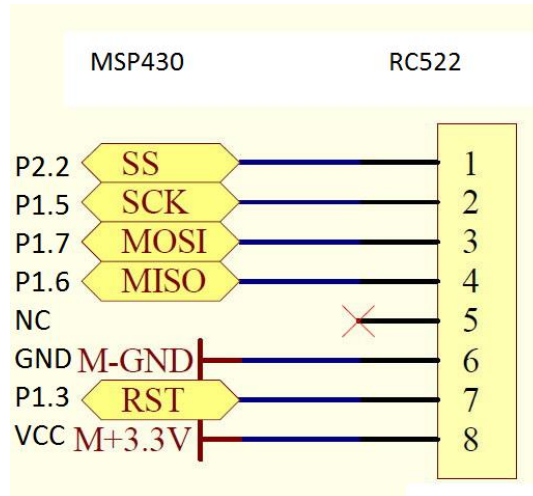 MSP430 RC522
P2.2 SS 1
P1.5 SCK 2
P1.7 MOSI 3
P1.6 MISO 4
NC 5
GND M-GND 6
P1.3 RST 7
VCC M+3.3V 8